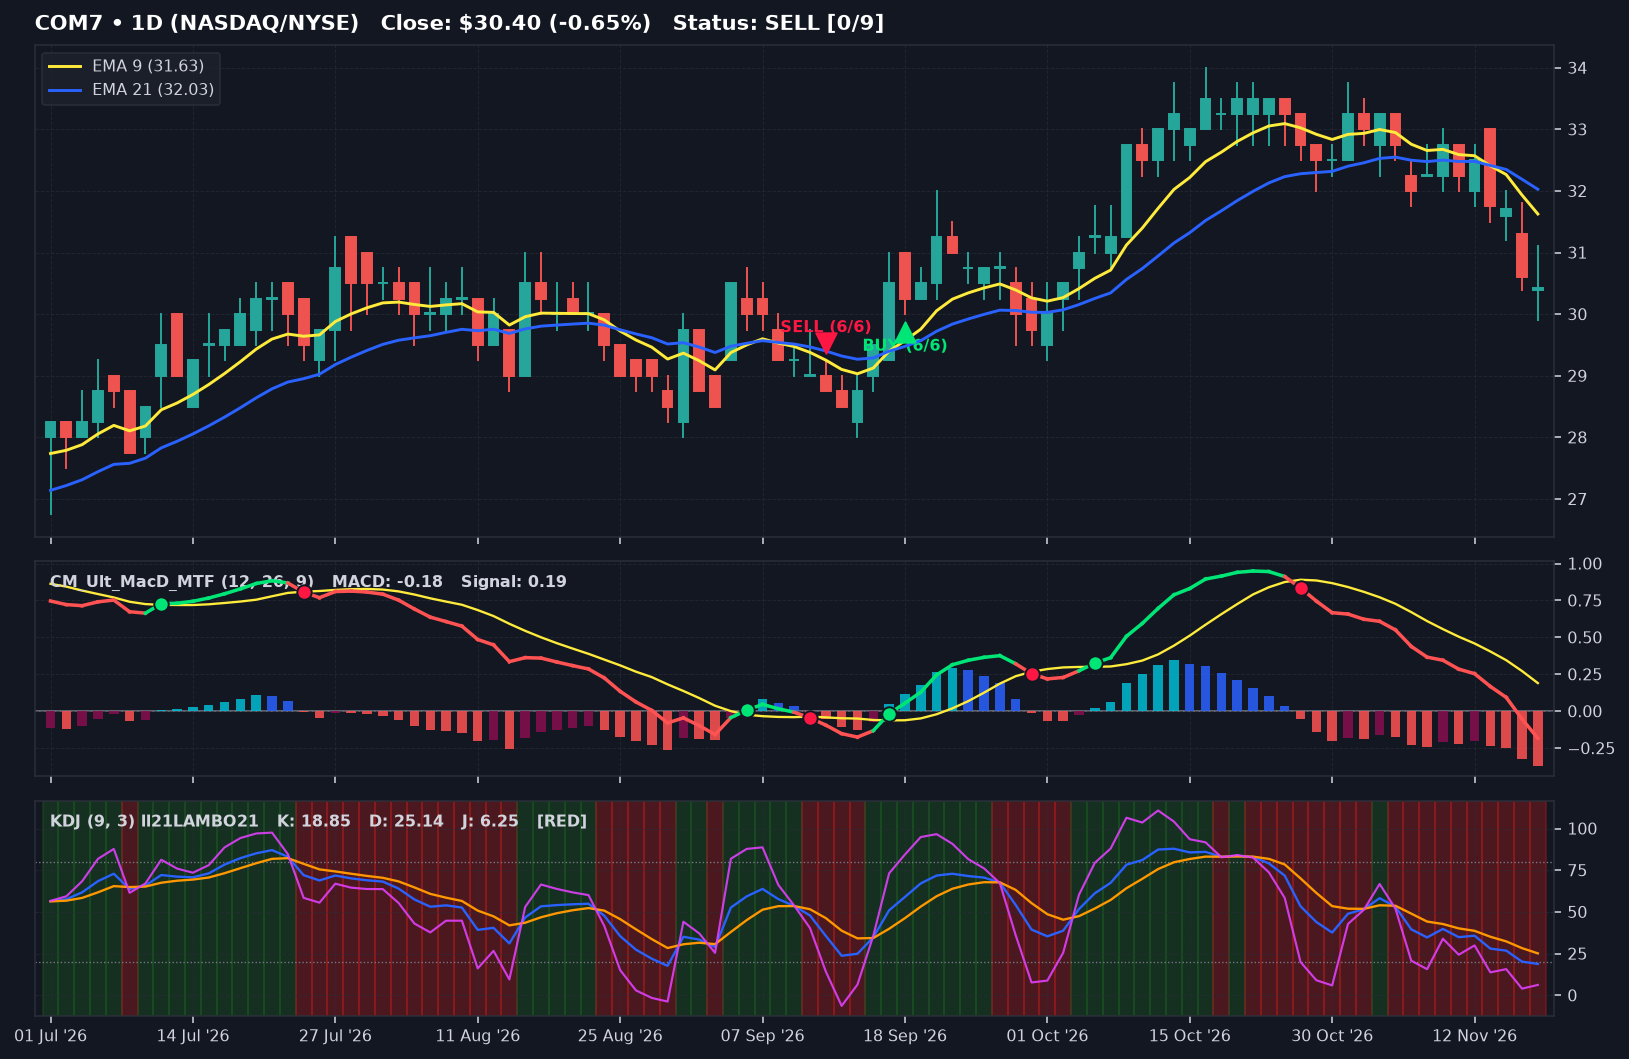 COM7 • 1D (NASDAQ/NYSE)   Close: $30.40 (-0.65%)   Status: SELL [0/9]
EMA 9 (31.63)
EMA 21 (32.03)
34
33
32
31
30
29
28
27
SELL (6/6)
BUY (6/6)
CM_Ult_MacD_MTF (12, 26, 9)   MACD: -0.18   Signal: 0.19
1.00
0.75
0.50
0.25
0.00
−0.25
KDJ (9, 3) II21LAMBO21   K: 18.85   D: 25.14   J: 6.25   [RED]
100
75
50
25
0
01 Jul '26   14 Jul '26   27 Jul '26   11 Aug '26   25 Aug '26   07 Sep '26   18 Sep '26   01 Oct '26   15 Oct '26   30 Oct '26   12 Nov '26